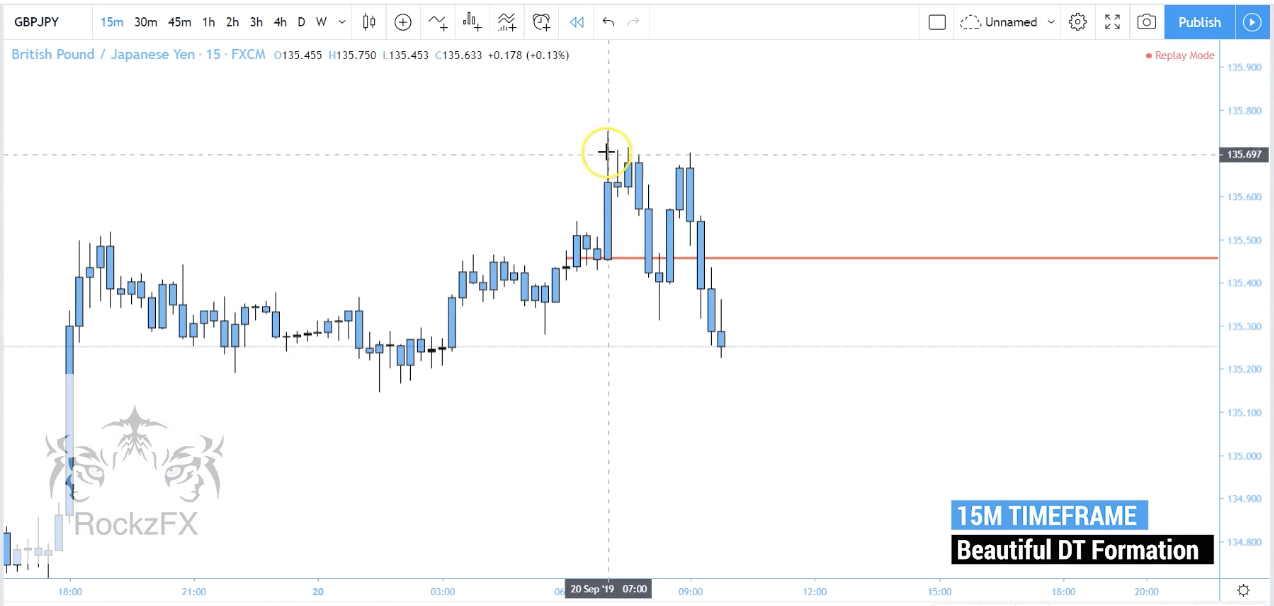 GBPJPY 15m 30m 45m 1h 2h 3h 4h D W Unnamed Publish
British Pound / Japanese Yen · 15 · FXCM O135.455 H135.750 L135.453 C135.633 +0.178 (+0.13%) Replay Mode
135.900
135.800
135.697
135.600
135.500
135.400
135.300
135.200
135.100
135.000
134.900
134.800
RockzFX
15M TIMEFRAME
Beautiful DT Formation
18:00 21:00 20 03:00 20 Sep '19 07:00 09:00 12:00 15:00 18:00 20:00